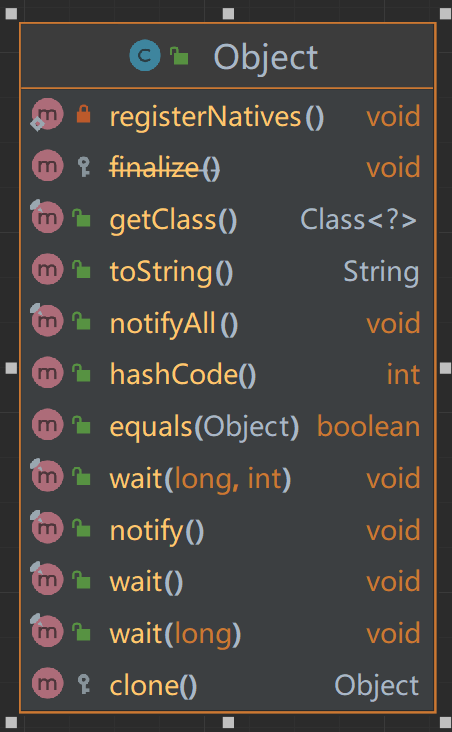 Object
registerNatives() void
finalize() void
getClass() Class<?>
toString() String
notifyAll() void
hashCode() int
equals(Object) boolean
wait(long, int) void
notify() void
wait() void
wait(long) void
clone() Object